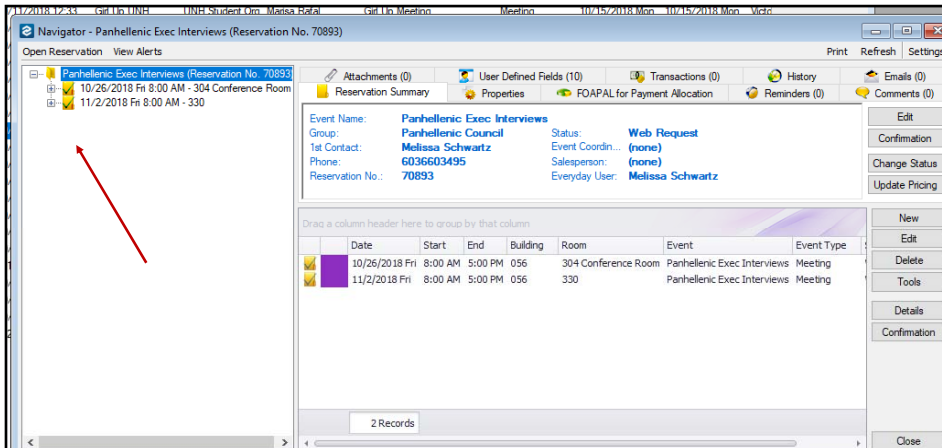 /11/2018 12:33 Girl Up UNH UNH Student Org Marisa Rafal Girl Up Meeting Meeting 10/15/2018 Mon 10/15/2018 Mon Victo
Navigator - Panhellenic Exec Interviews (Reservation No. 70893)
Open Reservation View Alerts Print Refresh Settings
Panhellenic Exec Interviews (Reservation No. 70893)
10/26/2018 Fri 8:00 AM - 304 Conference Room
11/2/2018 Fri 8:00 AM - 330
Attachments (0) User Defined Fields (10) Transactions (0) History Emails (0)
Reservation Summary Properties FOAPAL for Payment Allocation Reminders (0) Comments (0)
Event Name: Panhellenic Exec Interviews
Group: Panhellenic Council Status: Web Request
1st Contact: Melissa Schwartz Event Coordin... (none)
Phone: 6036603495 Salesperson: (none)
Reservation No.: 70893 Everyday User: Melissa Schwartz
Edit
Confirmation
Change Status
Update Pricing
Drag a column header here to group by that column
Date Start End Building Room Event Event Type
10/26/2018 Fri 8:00 AM 5:00 PM 056 304 Conference Room Panhellenic Exec Interviews Meeting
11/2/2018 Fri 8:00 AM 5:00 PM 056 330 Panhellenic Exec Interviews Meeting
2 Records
New
Edit
Delete
Tools
Details
Confirmation
Close